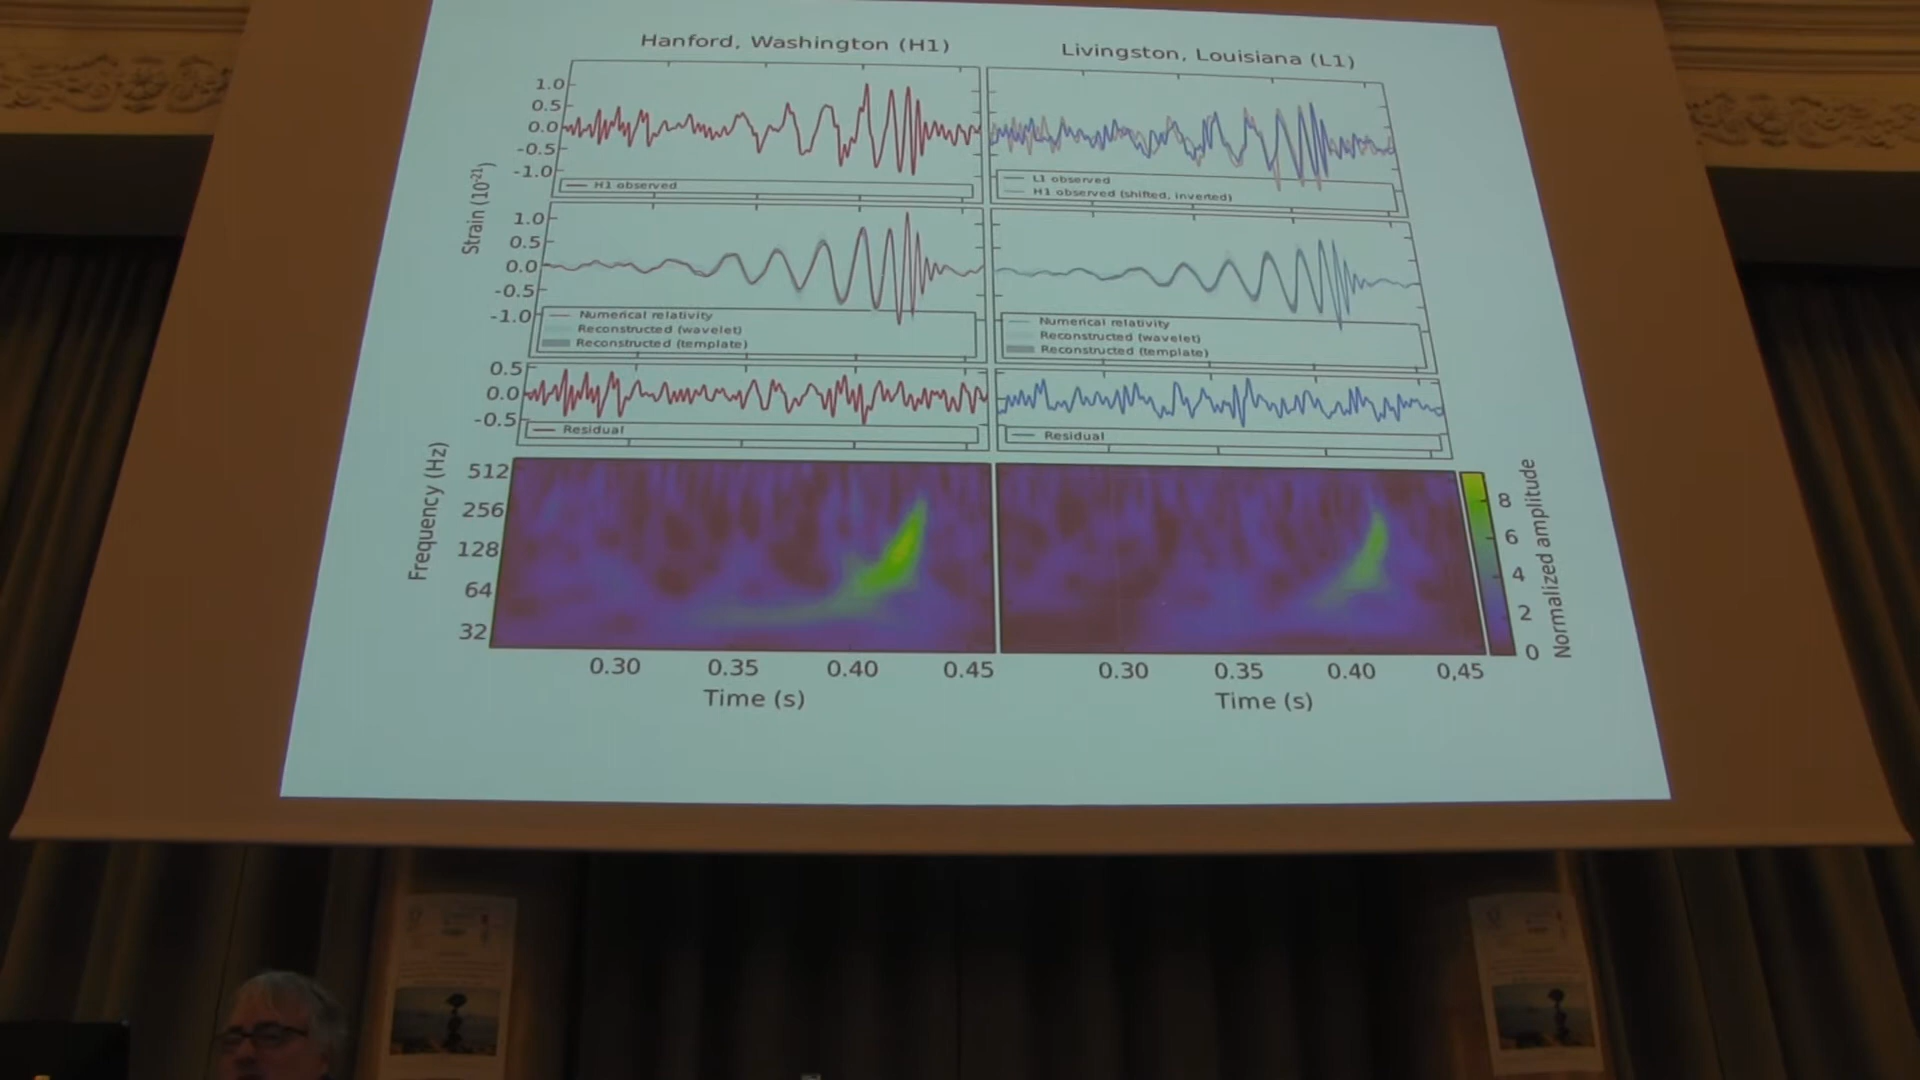 Hanford, Washington (H1)
Livingston, Louisiana (L1)
1.0
0.5
0.0
-0.5
-1.0
H1 observed
L1 observed
H1 observed (shifted, inverted)
Strain (10-21)
1.0
0.5
0.0
-0.5
-1.0
Numerical relativity
Reconstructed (wavelet)
Reconstructed (template)
Numerical relativity
Reconstructed (wavelet)
Reconstructed (template)
0.5
0.0
-0.5
Residual
Residual
Frequency (Hz)
512
256
128
64
32
8
6
4
2
0
Normalized amplitude
0.30 0.35 0.40 0.45
0.30 0.35 0.40 0,45
Time (s)
Time (s)